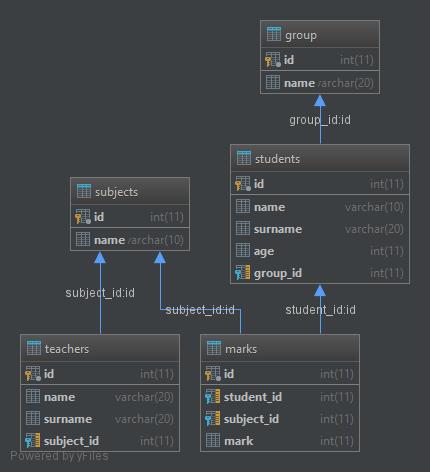 group
id int(11)
name varchar(20)
group_id:id
students
id int(11)
name varchar(10)
surname varchar(20)
age int(11)
group_id int(11)
subjects
id int(11)
name varchar(10)
subject_id:id
subject_id:id
student_id:id
teachers
id int(11)
name varchar(20)
surname varchar(20)
subject_id int(11)
marks
id int(11)
student_id int(11)
subject_id int(11)
mark int(11)
Powered by yFiles